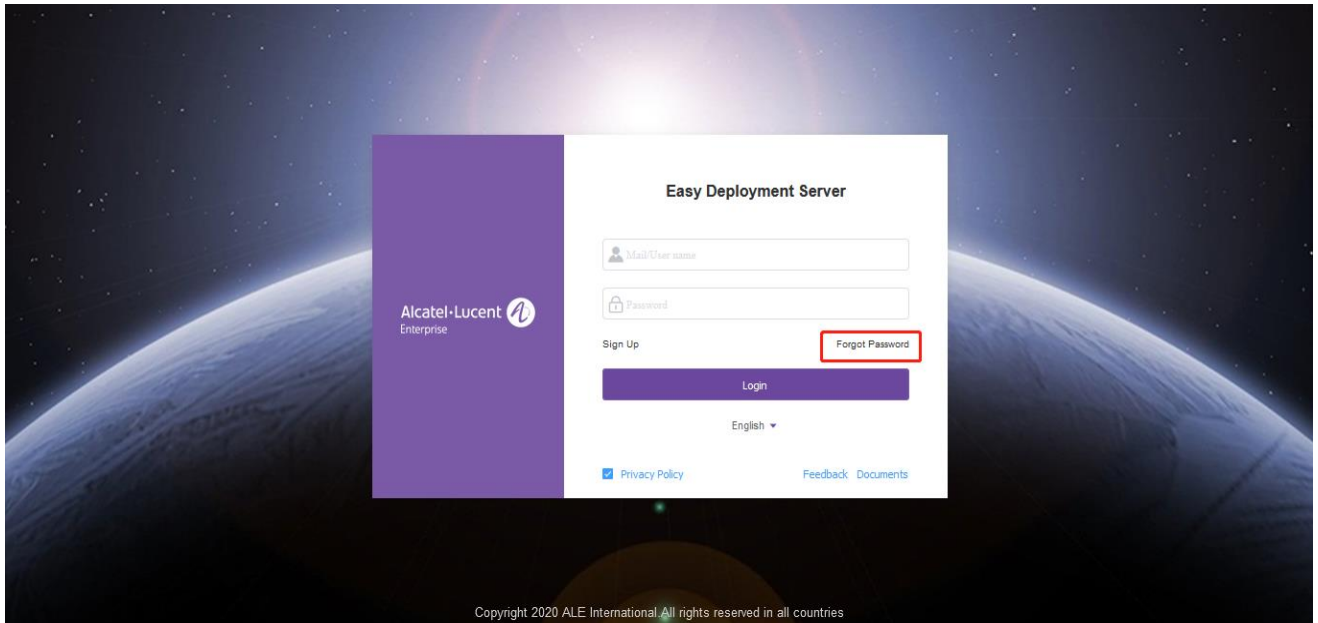 Easy Deployment Server
Mail/User name
Alcatel·Lucent
Enterprise
Password
Sign Up
Forgot Password
Login
English
Privacy Policy
Feedback Documents
Copyright 2020 ALE International.All rights reserved in all countries